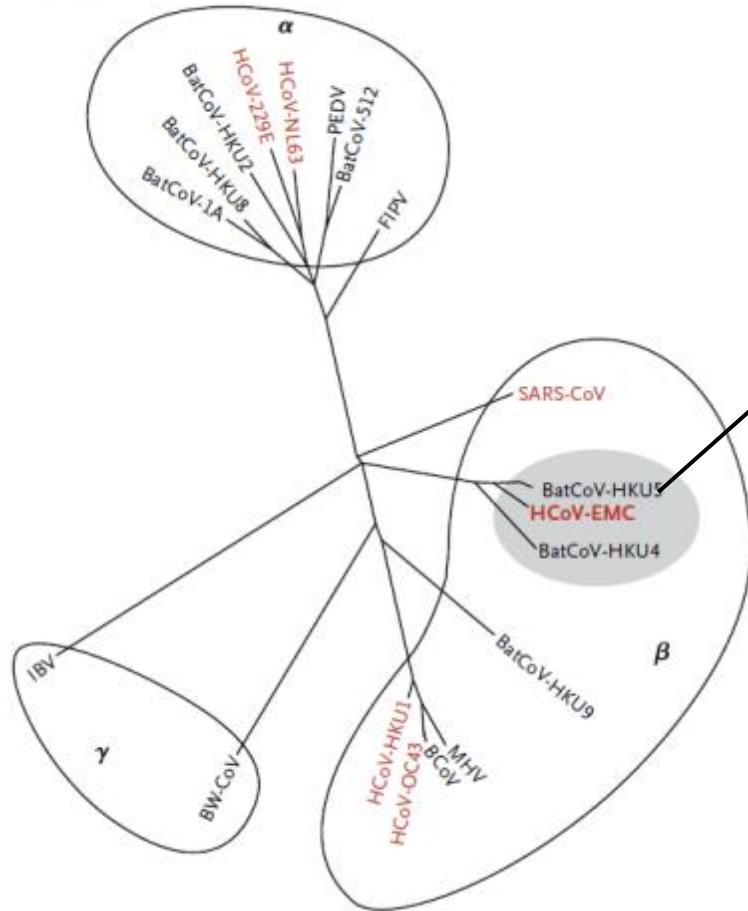 α
BatCoV-1A
BatCoV-HKU8
BatCoV-HKU2
HCoV-229E
HCoV-NL63
PEDV
BatCoV-512
FIPV
SARS-CoV
BatCoV-HKU5
HCoV-EMC
BatCoV-HKU4
β
BatCoV-HKU9
MHV
BCoV
HCoV-OC43
HCoV-HKU1
BW-CoV
γ
IBV